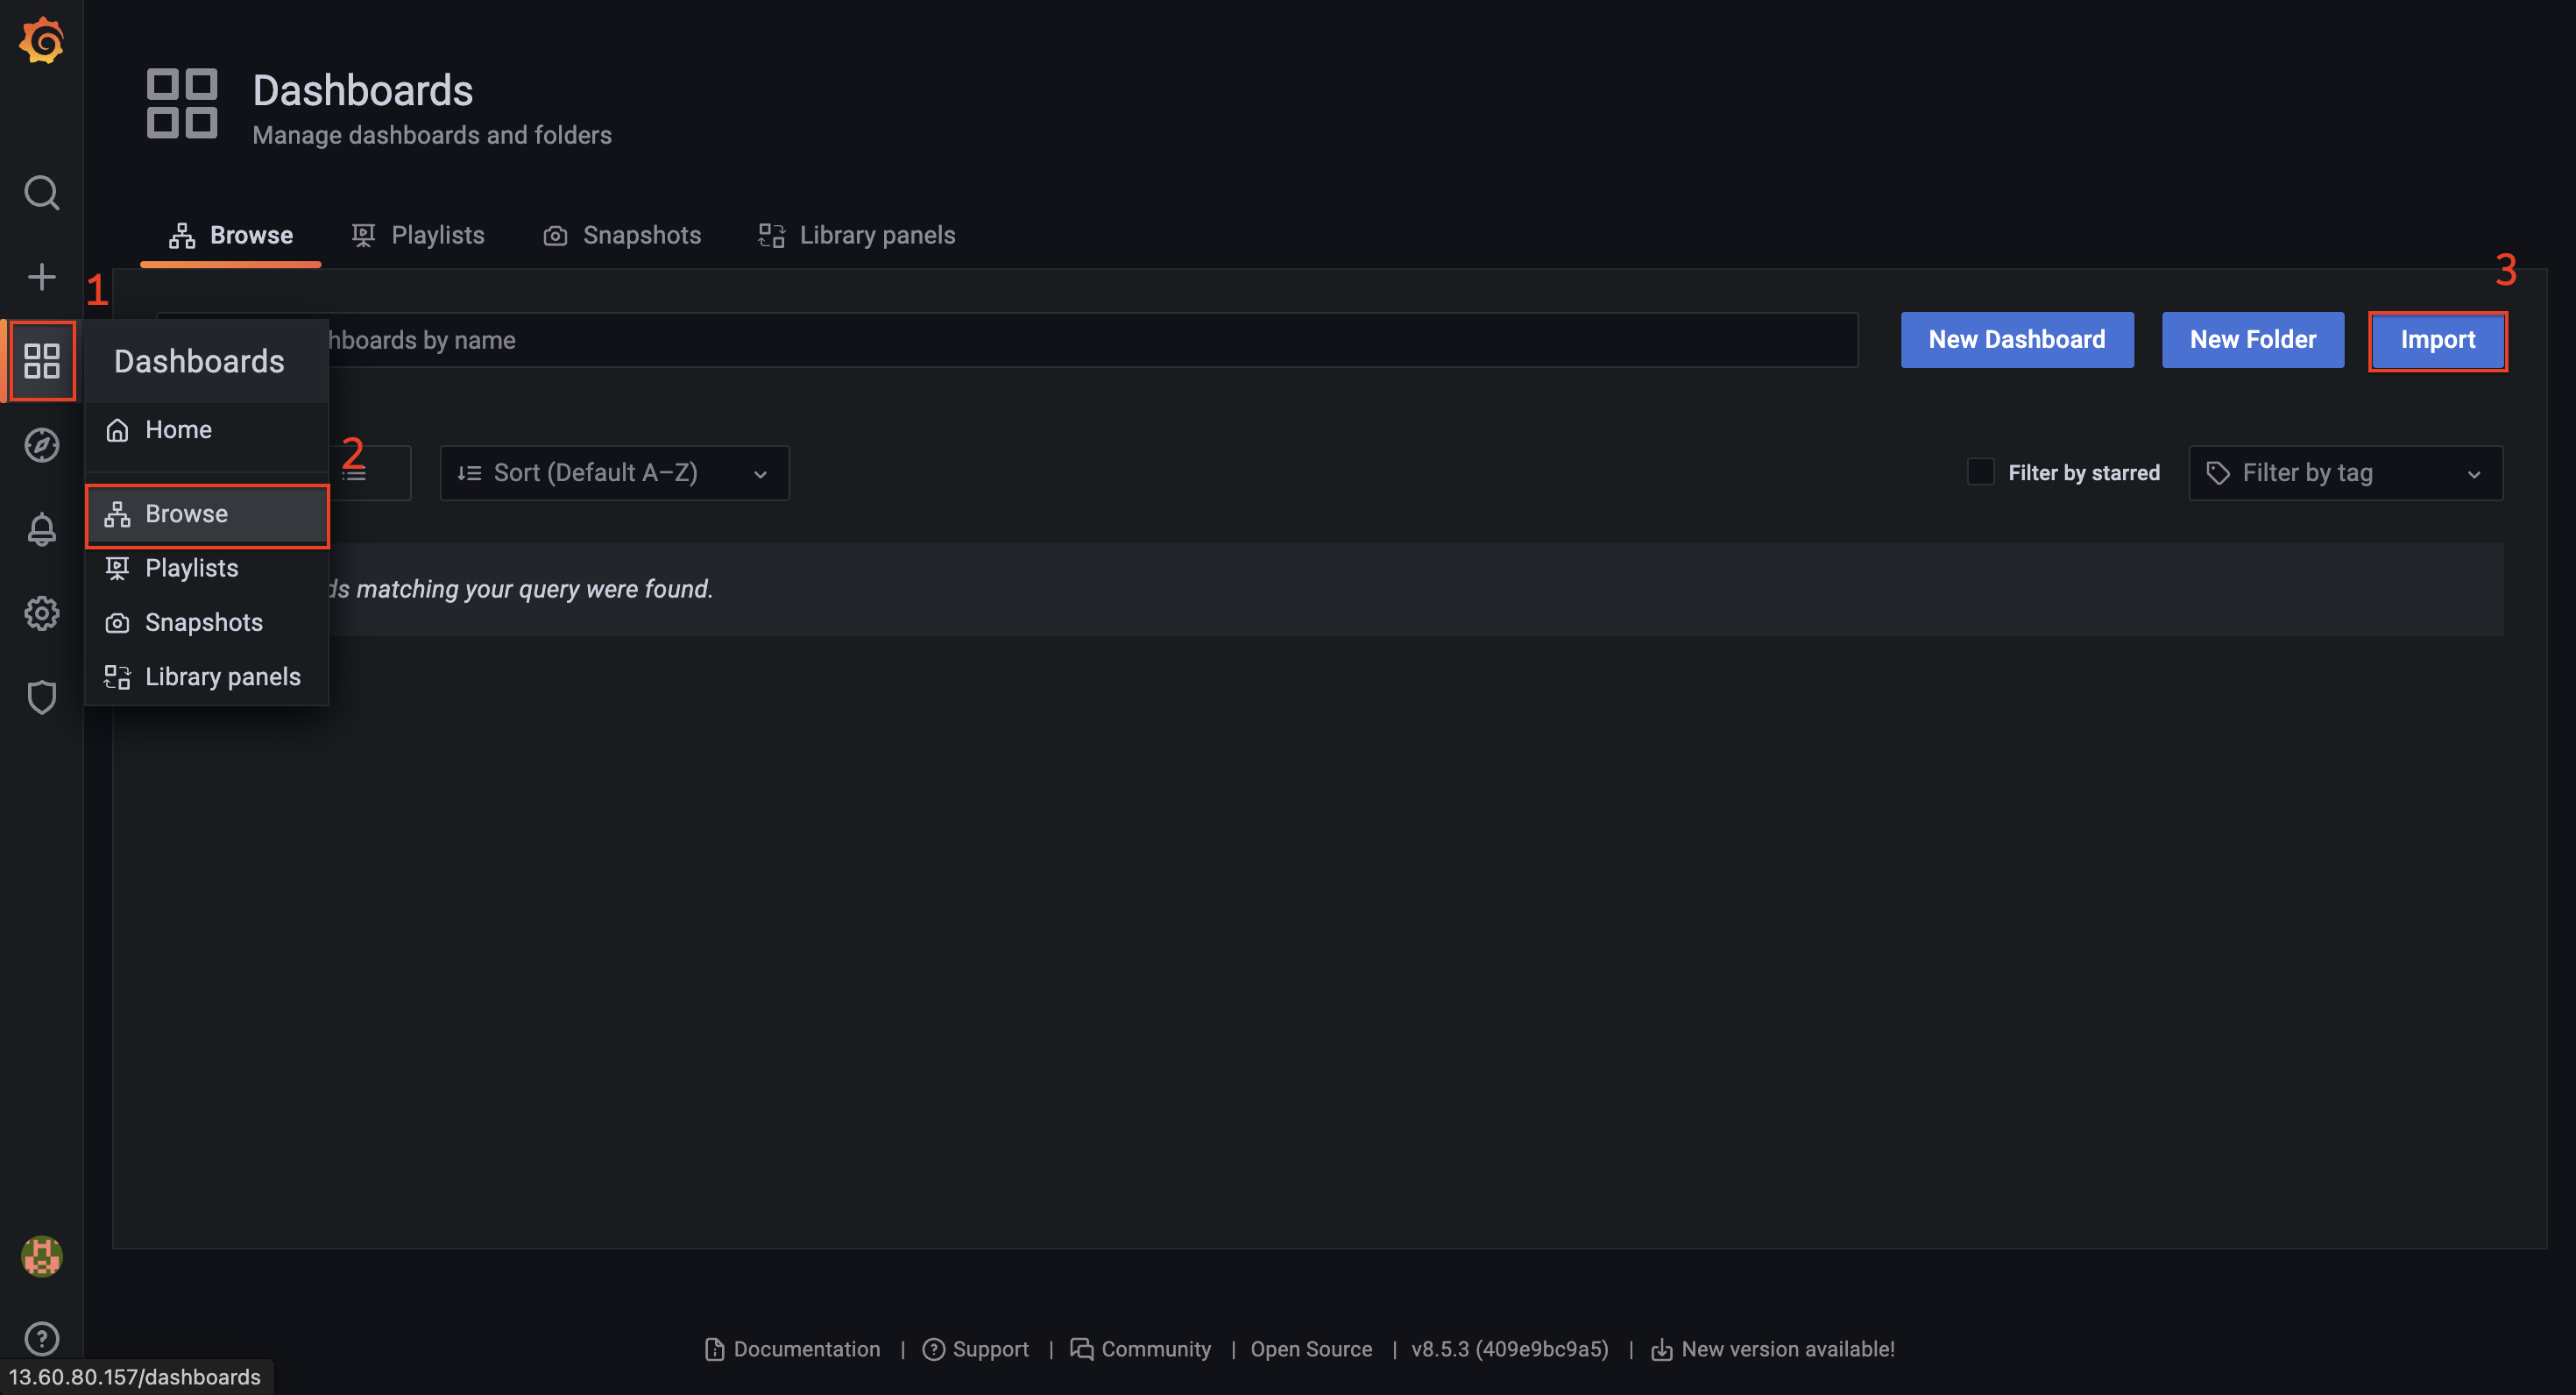 Dashboards
Manage dashboards and folders
Browse
Playlists
Snapshots
Library panels
1
3
Dashboards
hboards by name
New Dashboard
New Folder
Import
Home
2
Sort (Default A–Z)
Filter by starred
Filter by tag
Browse
Playlists
ds matching your query were found.
Snapshots
Library panels
Documentation | Support | Community | Open Source | v8.5.3 (409e9bc9a5) | New version available!
13.60.80.157/dashboards